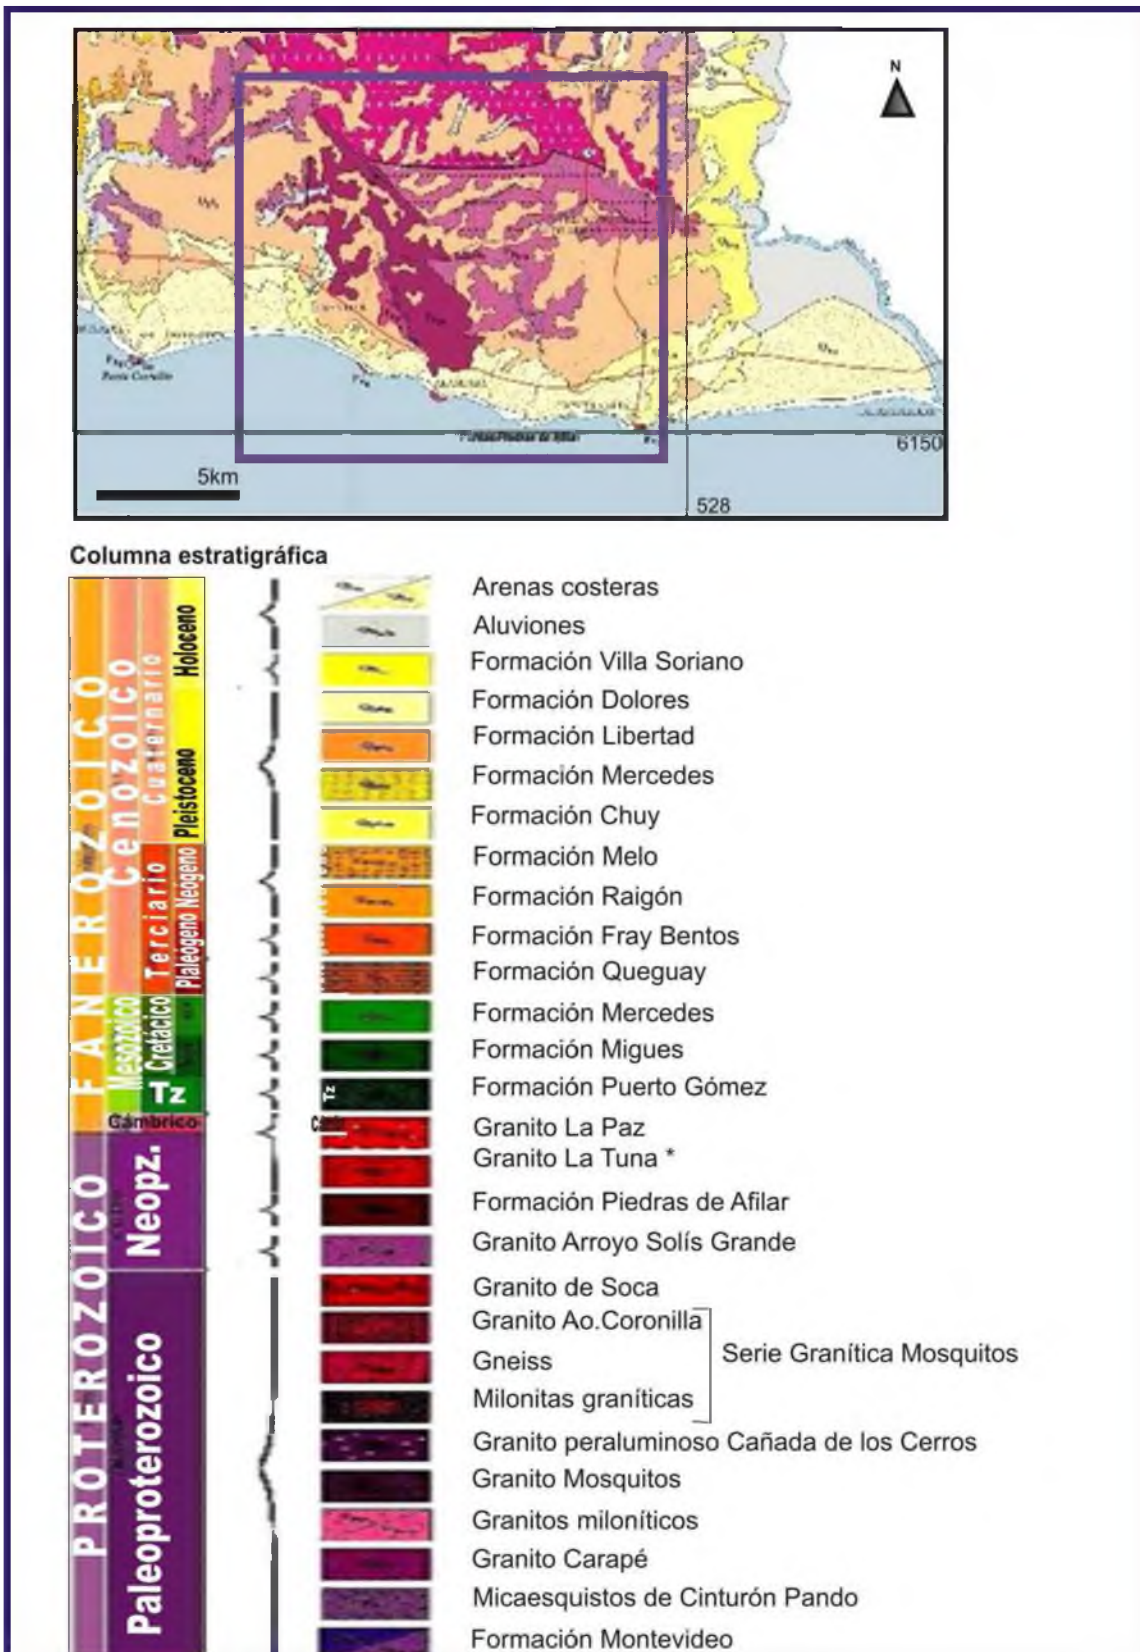 N
5km
528
6150
Columna estratigráfica
FANEROZOICO
Cenozoico
Cuaternario
Holoceno
Pleistoceno
Terciario
Neógeno
Plaleógeno
Mesozoico
Cretácico
Tz
Cámbrico
PROTEROZOICO
Neopz.
Paleoproterozoico
Tz
Arenas costeras
Aluviones
Formación Villa Soriano
Formación Dolores
Formación Libertad
Formación Mercedes
Formación Chuy
Formación Melo
Formación Raigón
Formación Fray Bentos
Formación Queguay
Formación Mercedes
Formación Migues
Formación Puerto Gómez
Granito La Paz
Granito La Tuna *
Formación Piedras de Afilar
Granito Arroyo Solís Grande
Granito de Soca
Granito Ao.Coronilla
Gneiss
Serie Granítica Mosquitos
Milonitas graníticas
Granito peraluminoso Cañada de los Cerros
Granito Mosquitos
Granitos miloníticos
Granito Carapé
Micaesquistos de Cinturón Pando
Formación Montevideo